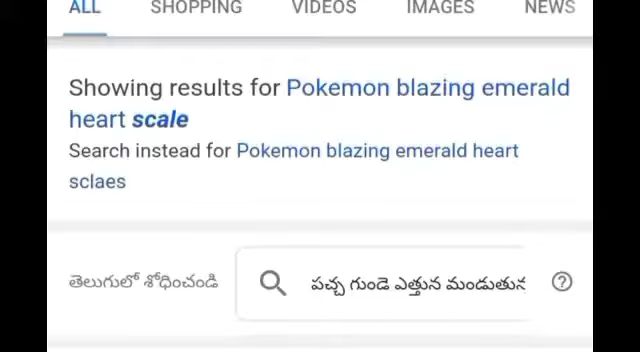 ALL SHOPPING VIDEOS IMAGES NEWS
Showing results for Pokemon blazing emerald
heart scale
Search instead for Pokemon blazing emerald heart
sclaes
తెలుగులో శోధించండి పచ్చ గుండె ఎత్తున మండుతున